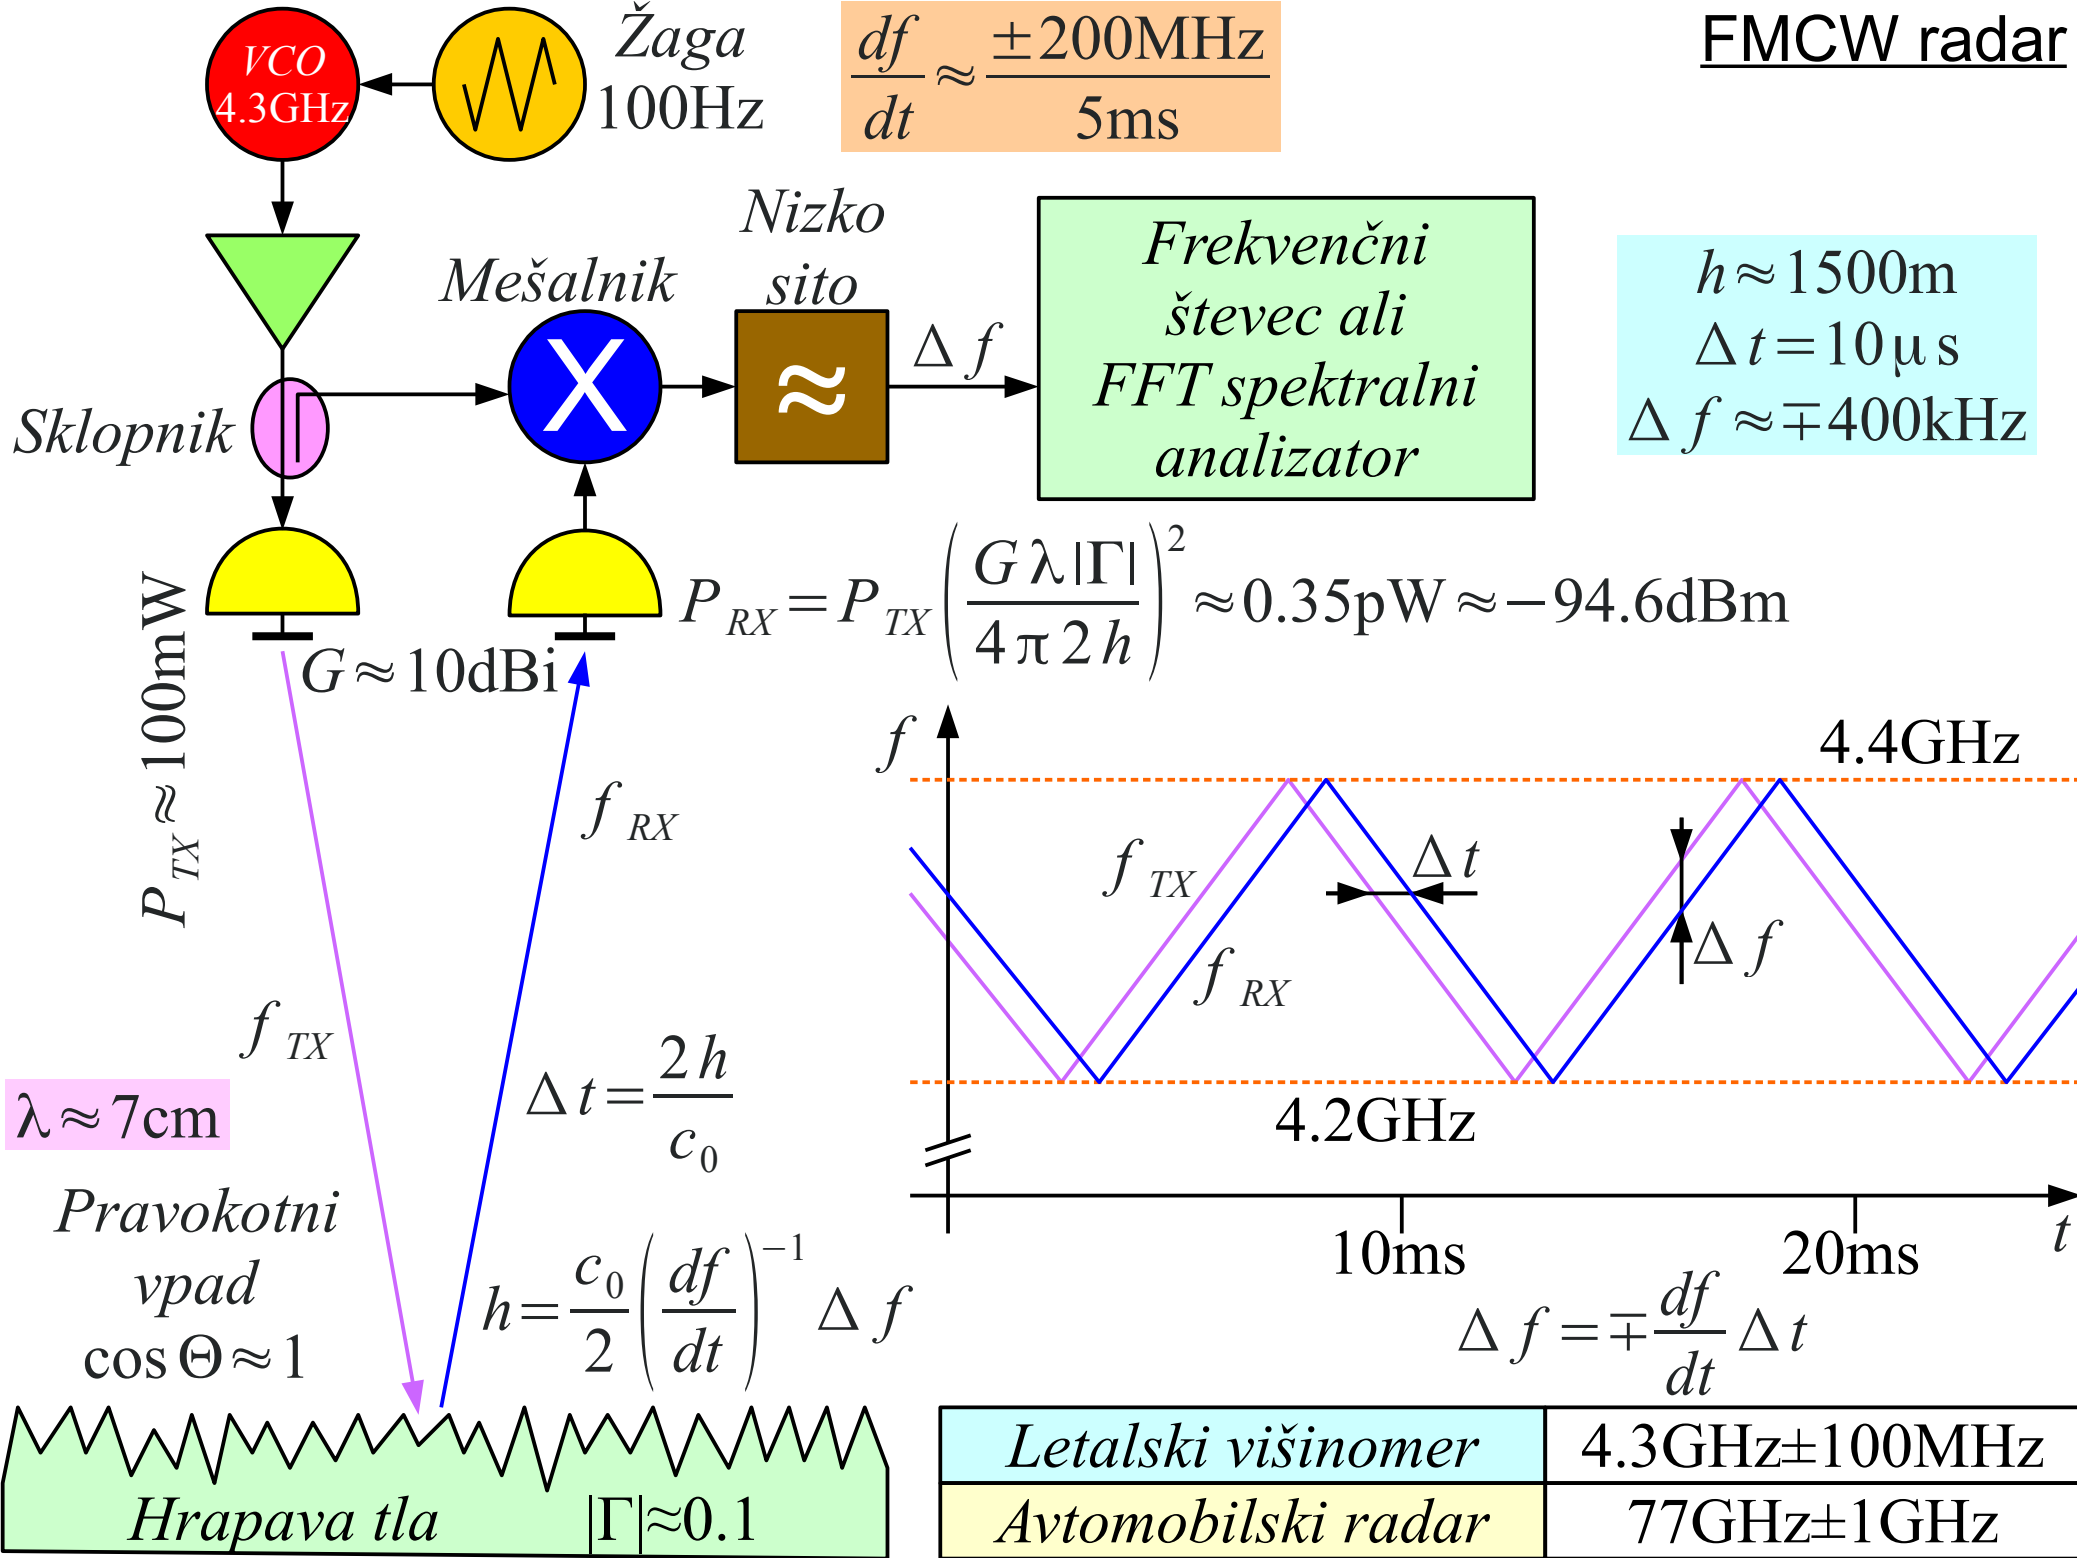 FMCW radar
VCO
4.3GHz
Žaga
100Hz
df/dt ≈ ±200MHz/5ms
Nizko
sito
Mešalnik
X
≈
Δf
Sklopnik
Frekvenčni
števec ali
FFT spektralni
analizator
h≈1500m
Δt=10μs
Δf≈∓400kHz
P_TX≈100mW
G≈10dBi
P_RX=P_TX(Gλ|Γ|/4π2h)²≈0.35pW≈−94.6dBm
f
4.4GHz
f_TX
Δt
f_RX
Δf
4.2GHz
10ms
20ms
t
f_RX
f_TX
Δt=2h/c₀
λ≈7cm
Pravokotni
vpad
cosΘ≈1
h=c₀/2(df/dt)⁻¹Δf
Δf=∓df/dt Δt
Hrapava tla |Γ|≈0.1
Letalski višinomer 4.3GHz±100MHz
Avtomobilski radar 77GHz±1GHz